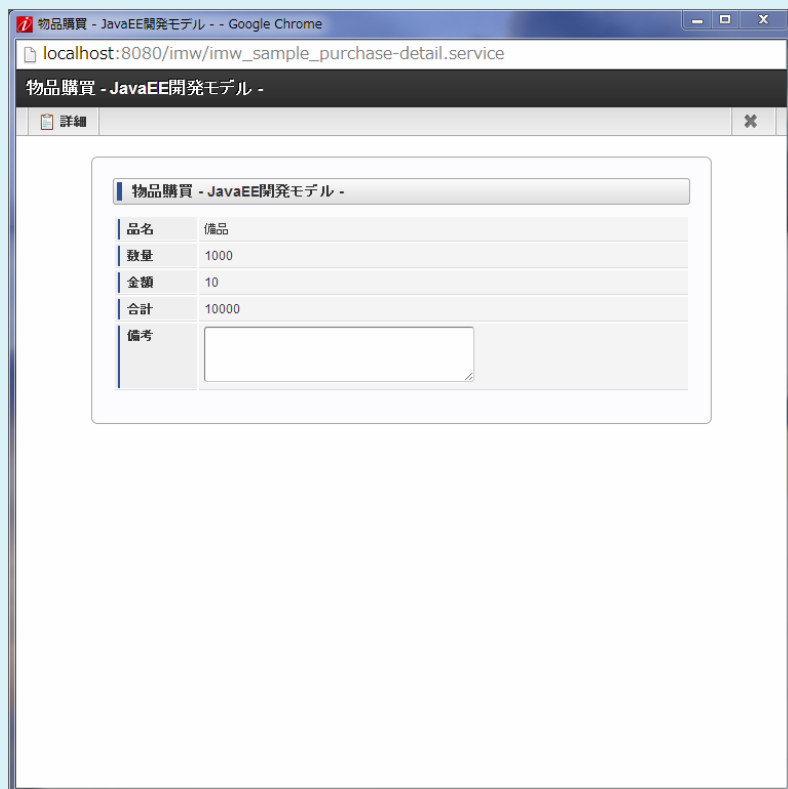 物品購買 - JavaEE開発モデル - - Google Chrome
localhost:8080/imw/imw_sample_purchase-detail.service
物品購買 - JavaEE開発モデル -
詳細
物品購買 - JavaEE開発モデル -
品名 備品
数量 1000
金額 10
合計 10000
備考